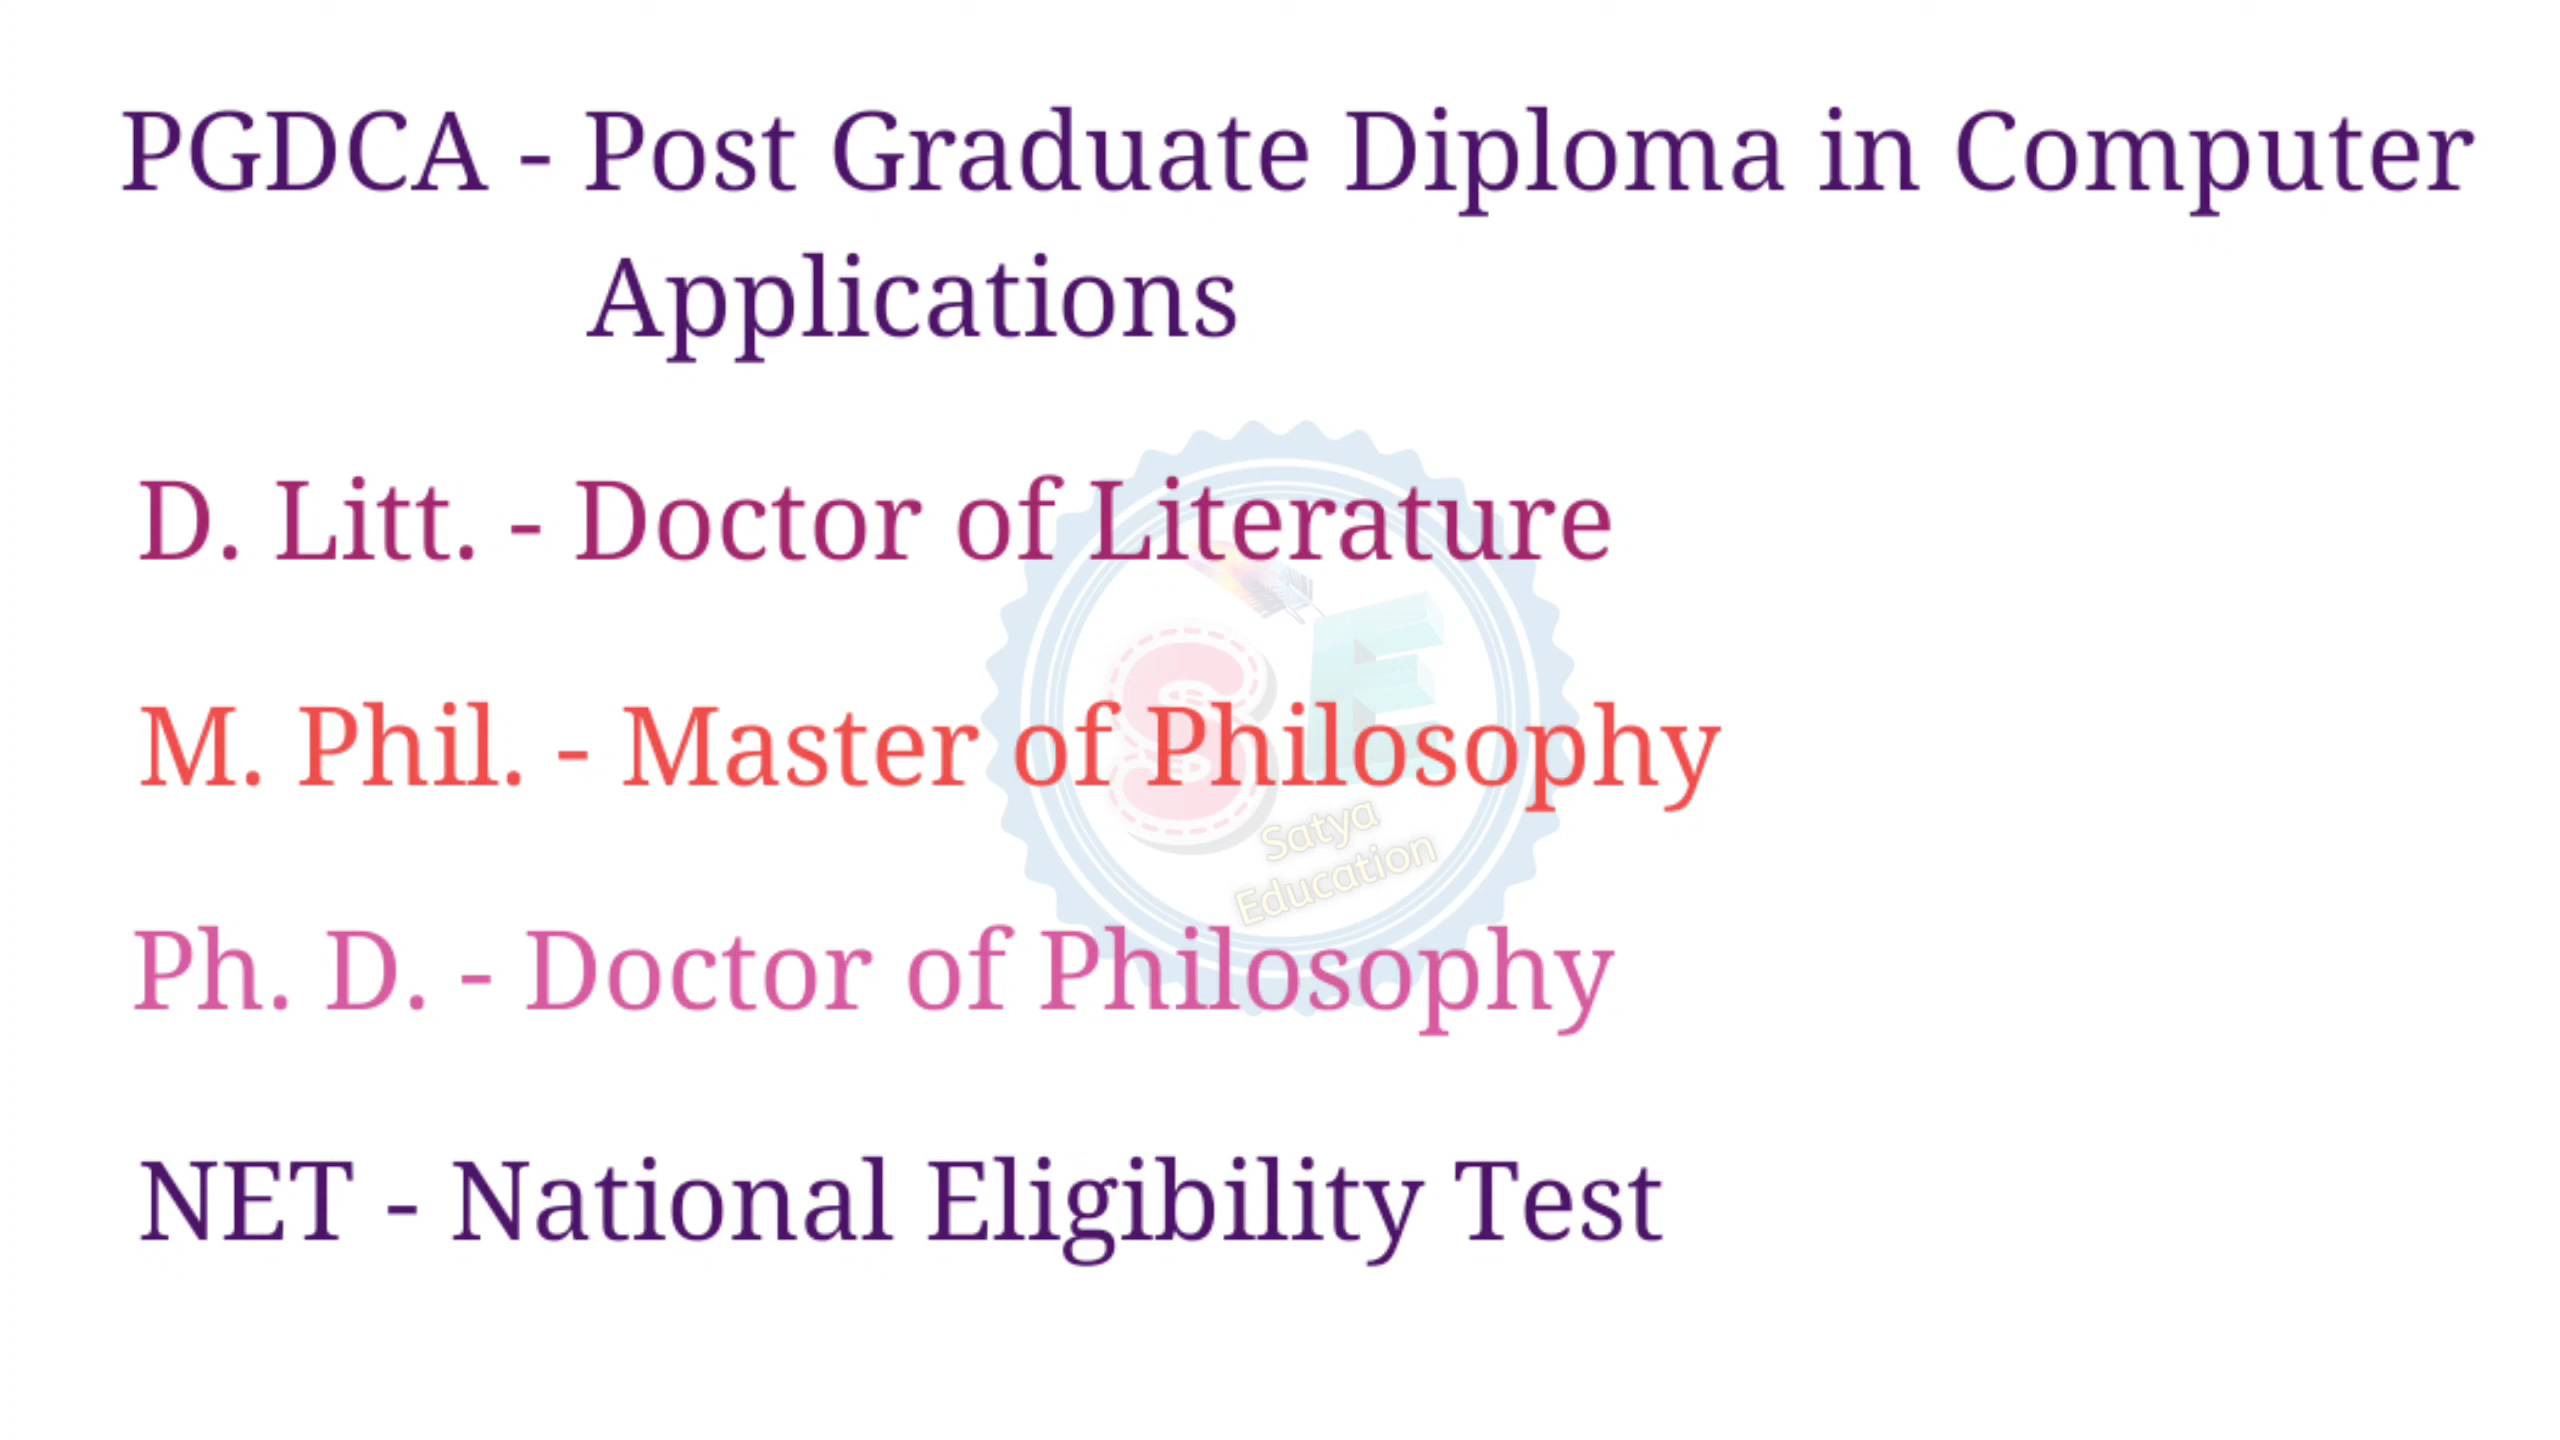 PGDCA - Post Graduate Diploma in Computer
Applications
D. Litt. - Doctor of Literature
M. Phil. - Master of Philosophy
Satya
Education
Ph. D. - Doctor of Philosophy
NET - National Eligibility Test
SE